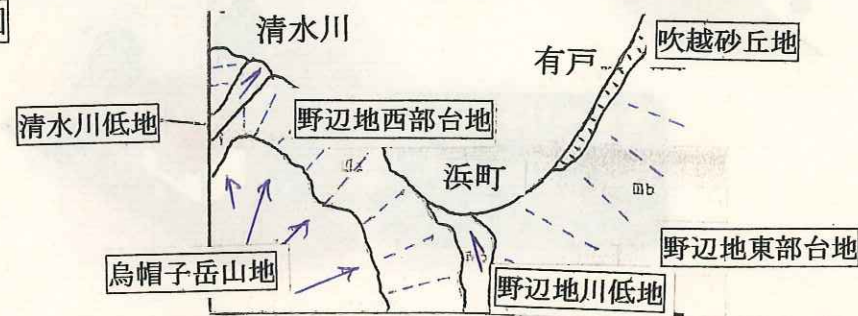 清水川
有戸
吹越砂丘地
清水川低地
野辺地西部台地
浜町
mb
野辺地東部台地
烏帽子岳山地
野辺地川低地